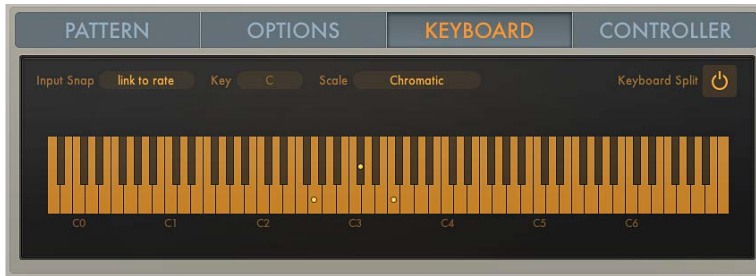 PATTERN OPTIONS KEYBOARD CONTROLLER
Input Snap link to rate Key C Scale Chromatic Keyboard Split
C0 C1 C2 C3 C4 C5 C6